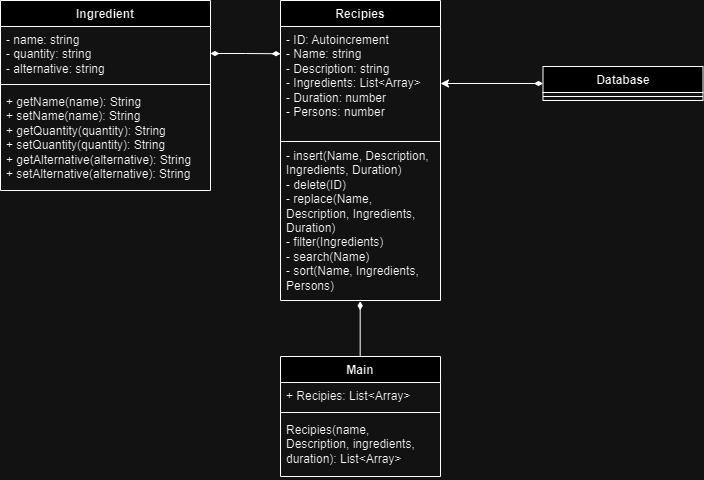 Ingredient
- name: string
- quantity: string
- alternative: string
+ getName(name): String
+ setName(name): String
+ getQuantity(quantity): String
+ setQuantity(quantity): String
+ getAlternative(alternative): String
+ setAlternative(alternative): String
Recipies
- ID: Autoincrement
- Name: string
- Description: string
- Ingredients: List<Array>
- Duration: number
- Persons: number
- insert(Name, Description,
Ingredients, Duration)
- delete(ID)
- replace(Name,
Description, Ingredients,
Duration)
- filter(Ingredients)
- search(Name)
- sort(Name, Ingredients,
Persons)
Database
Main
+ Recipies: List<Array>
Recipies(name,
Description, ingredients,
duration): List<Array>